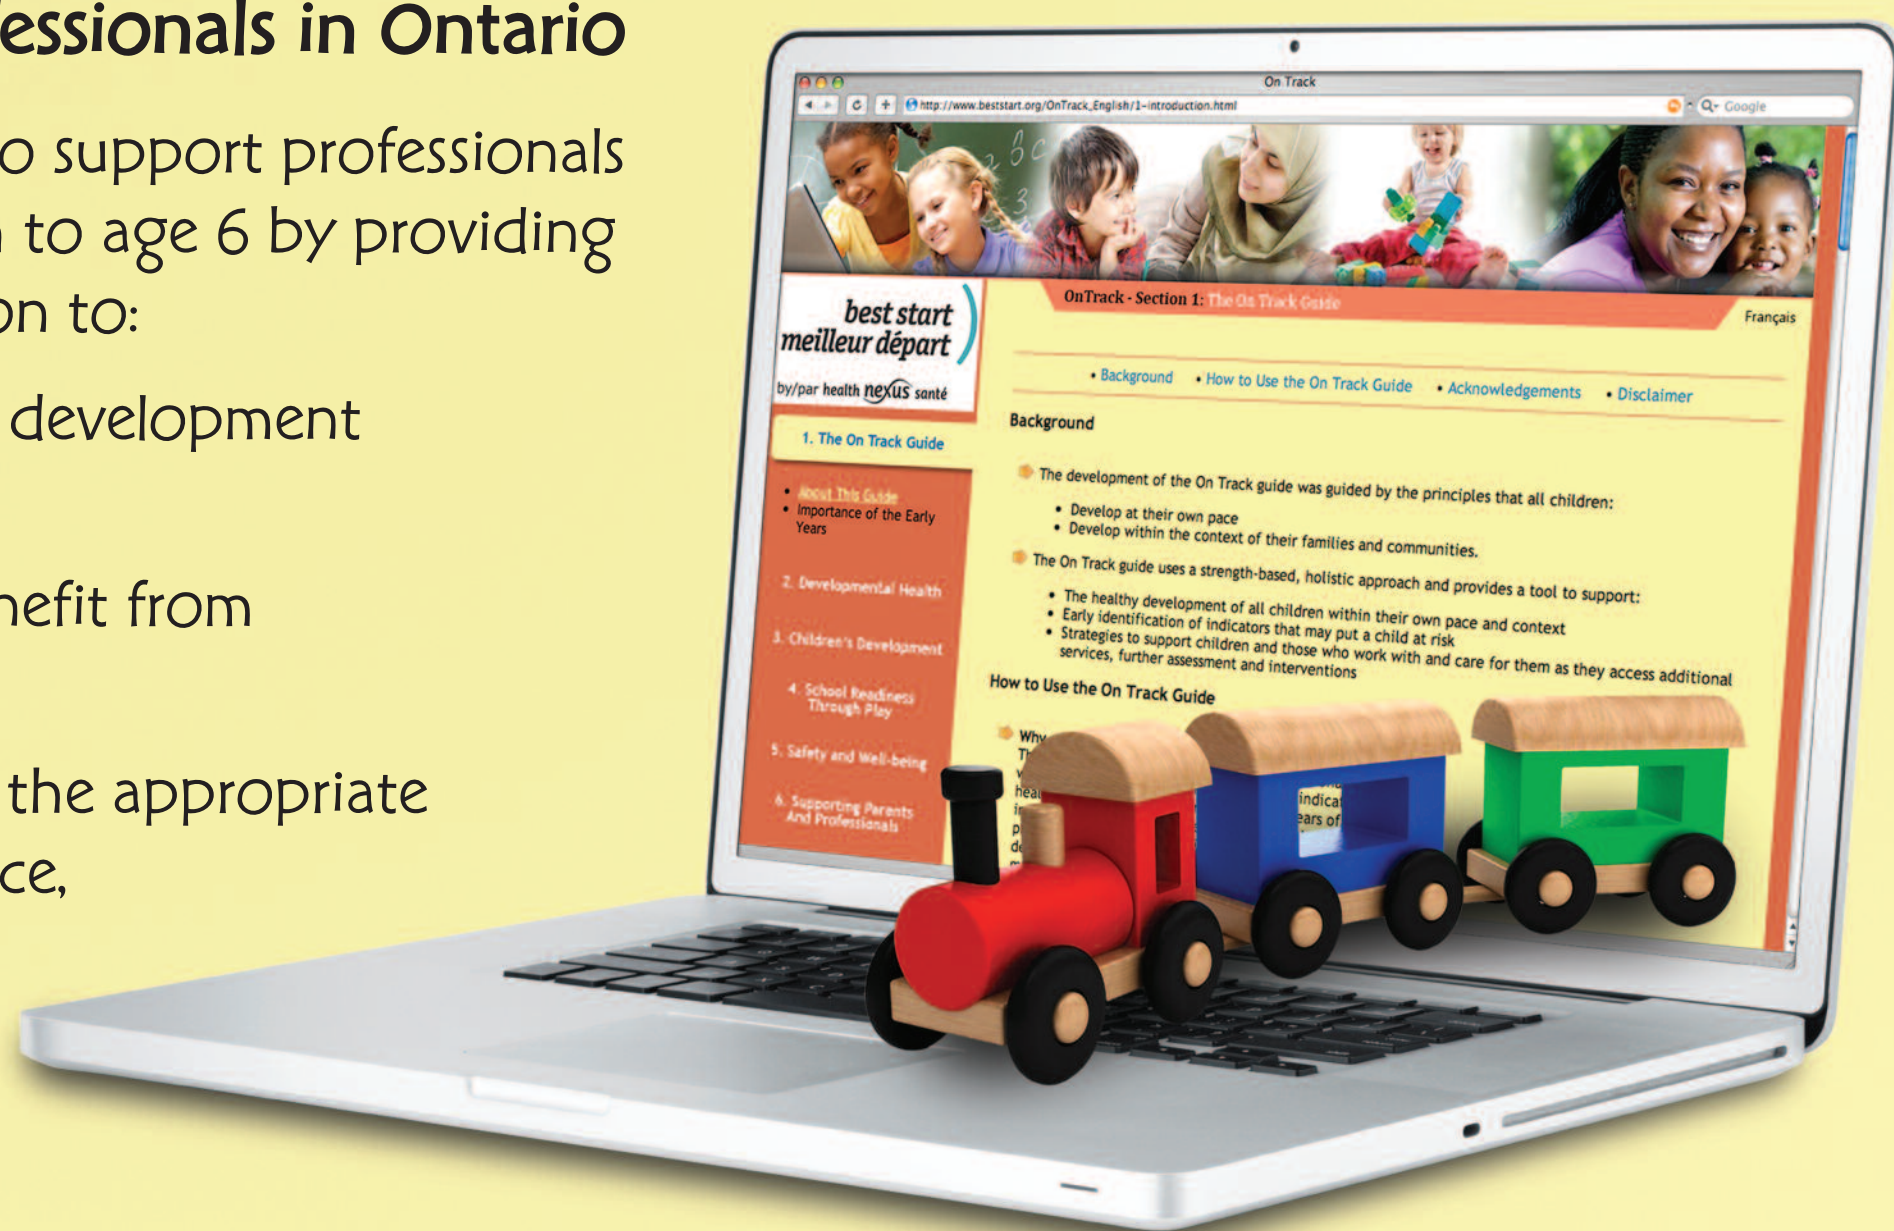 essionals in Ontario
o support professionals
to age 6 by providing
on to:
development
nefit from
the appropriate
ce,
On Track
http://www.beststart.org/OnTrack_English/1-introduction.html
Google
best start
meilleur départ
by/par health nexus santé
OnTrack - Section 1: The On Track Guide
Français
• Background • How to Use the On Track Guide • Acknowledgements • Disclaimer
1. The On Track Guide
• About This Guide
• Importance of the Early
Years
2. Developmental Health
3. Children's Development
4. School Readiness
Through Play
5. Safety and Well-being
6. Supporting Parents
And Professionals
Background
The development of the On Track guide was guided by the principles that all children:
• Develop at their own pace
• Develop within the context of their families and communities.
The On Track guide uses a strength-based, holistic approach and provides a tool to support:
• The healthy development of all children within their own pace and context
• Early identification of indicators that may put a child at risk
• Strategies to support children and those who work with and care for them as they access additional
services, further assessment and interventions
How to Use the On Track Guide
Why
indica
ears of